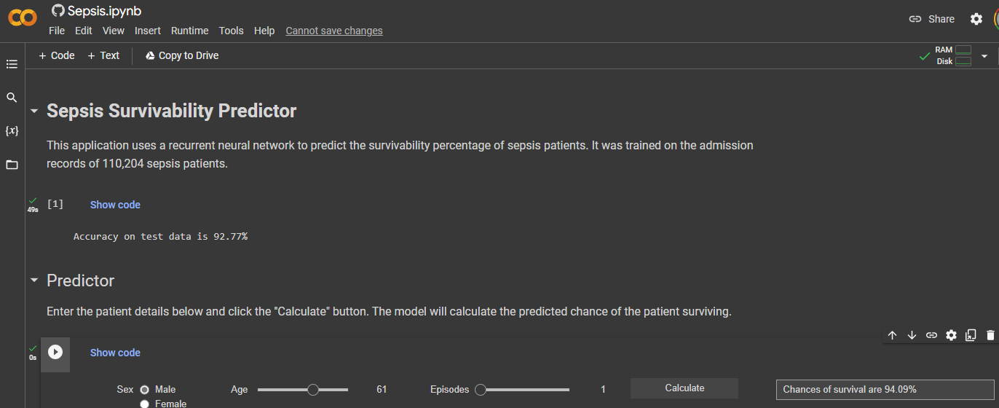 Sepsis.ipynb
Share
File Edit View Insert Runtime Tools Help Cannot save changes
+ Code + Text Copy to Drive
RAM
Disk
Sepsis Survivability Predictor
This application uses a recurrent neural network to predict the survivability percentage of sepsis patients. It was trained on the admission
records of 110,204 sepsis patients.
[1] Show code
49s
Accuracy on test data is 92.77%
Predictor
Enter the patient details below and click the "Calculate" button. The model will calculate the predicted chance of the patient surviving.
Show code
0s
Sex Male Age 61 Episodes 1 Calculate Chances of survival are 94.09%
Female
{x}